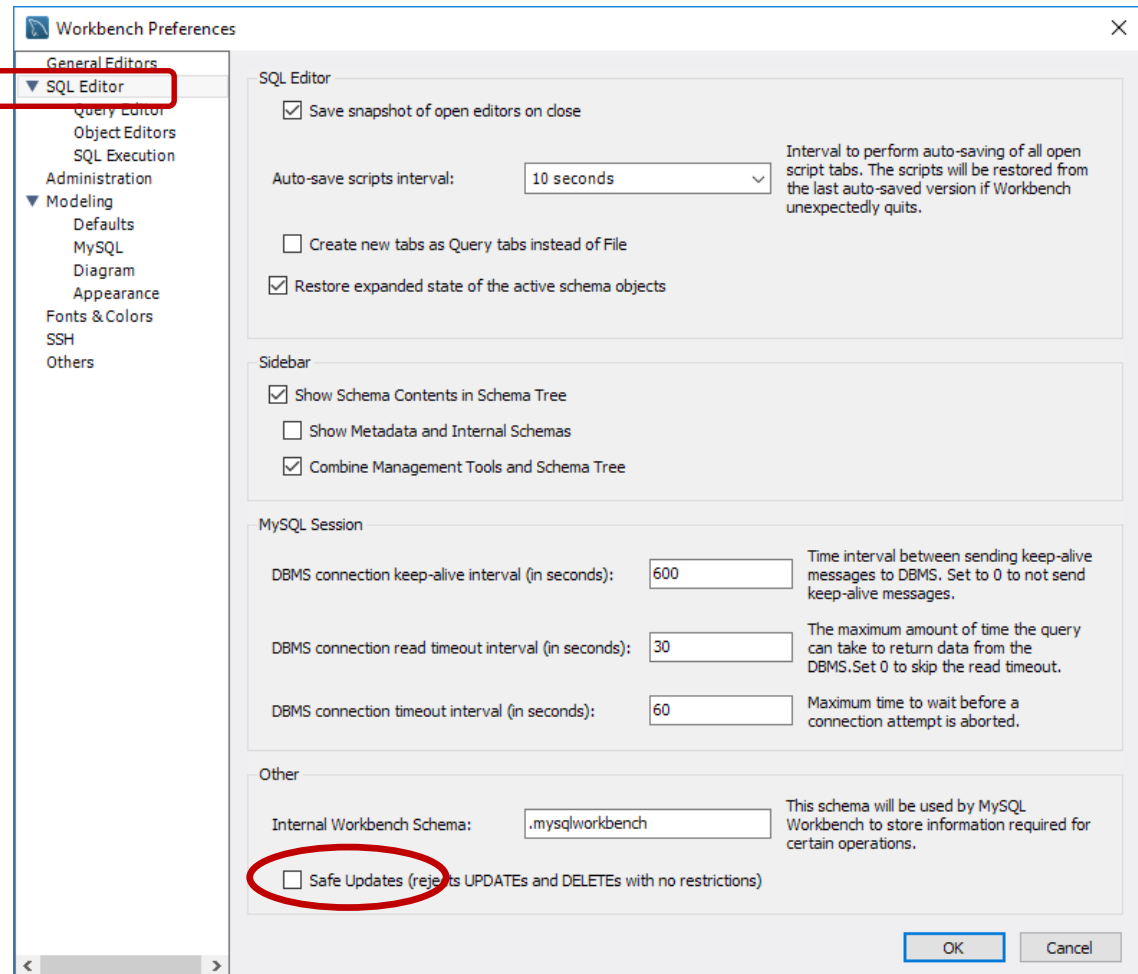 Workbench Preferences
General Editors
SQL Editor
Query Editor
Object Editors
SQL Execution
Administration
Modeling
Defaults
MySQL
Diagram
Appearance
Fonts & Colors
SSH
Others
SQL Editor
Save snapshot of open editors on close
Auto-save scripts interval:
10 seconds
Interval to perform auto-saving of all open
script tabs. The scripts will be restored from
the last auto-saved version if Workbench
unexpectedly quits.
Create new tabs as Query tabs instead of File
Restore expanded state of the active schema objects
Sidebar
Show Schema Contents in Schema Tree
Show Metadata and Internal Schemas
Combine Management Tools and Schema Tree
MySQL Session
DBMS connection keep-alive interval (in seconds):
600
Time interval between sending keep-alive
messages to DBMS. Set to 0 to not send
keep-alive messages.
DBMS connection read timeout interval (in seconds):
30
The maximum amount of time the query
can take to return data from the
DBMS.Set 0 to skip the read timeout.
DBMS connection timeout interval (in seconds):
60
Maximum time to wait before a
connection attempt is aborted.
Other
Internal Workbench Schema:
.mysqlworkbench
This schema will be used by MySQL
Workbench to store information required for
certain operations.
Safe Updates (rejects UPDATEs and DELETEs with no restrictions)
OK
Cancel